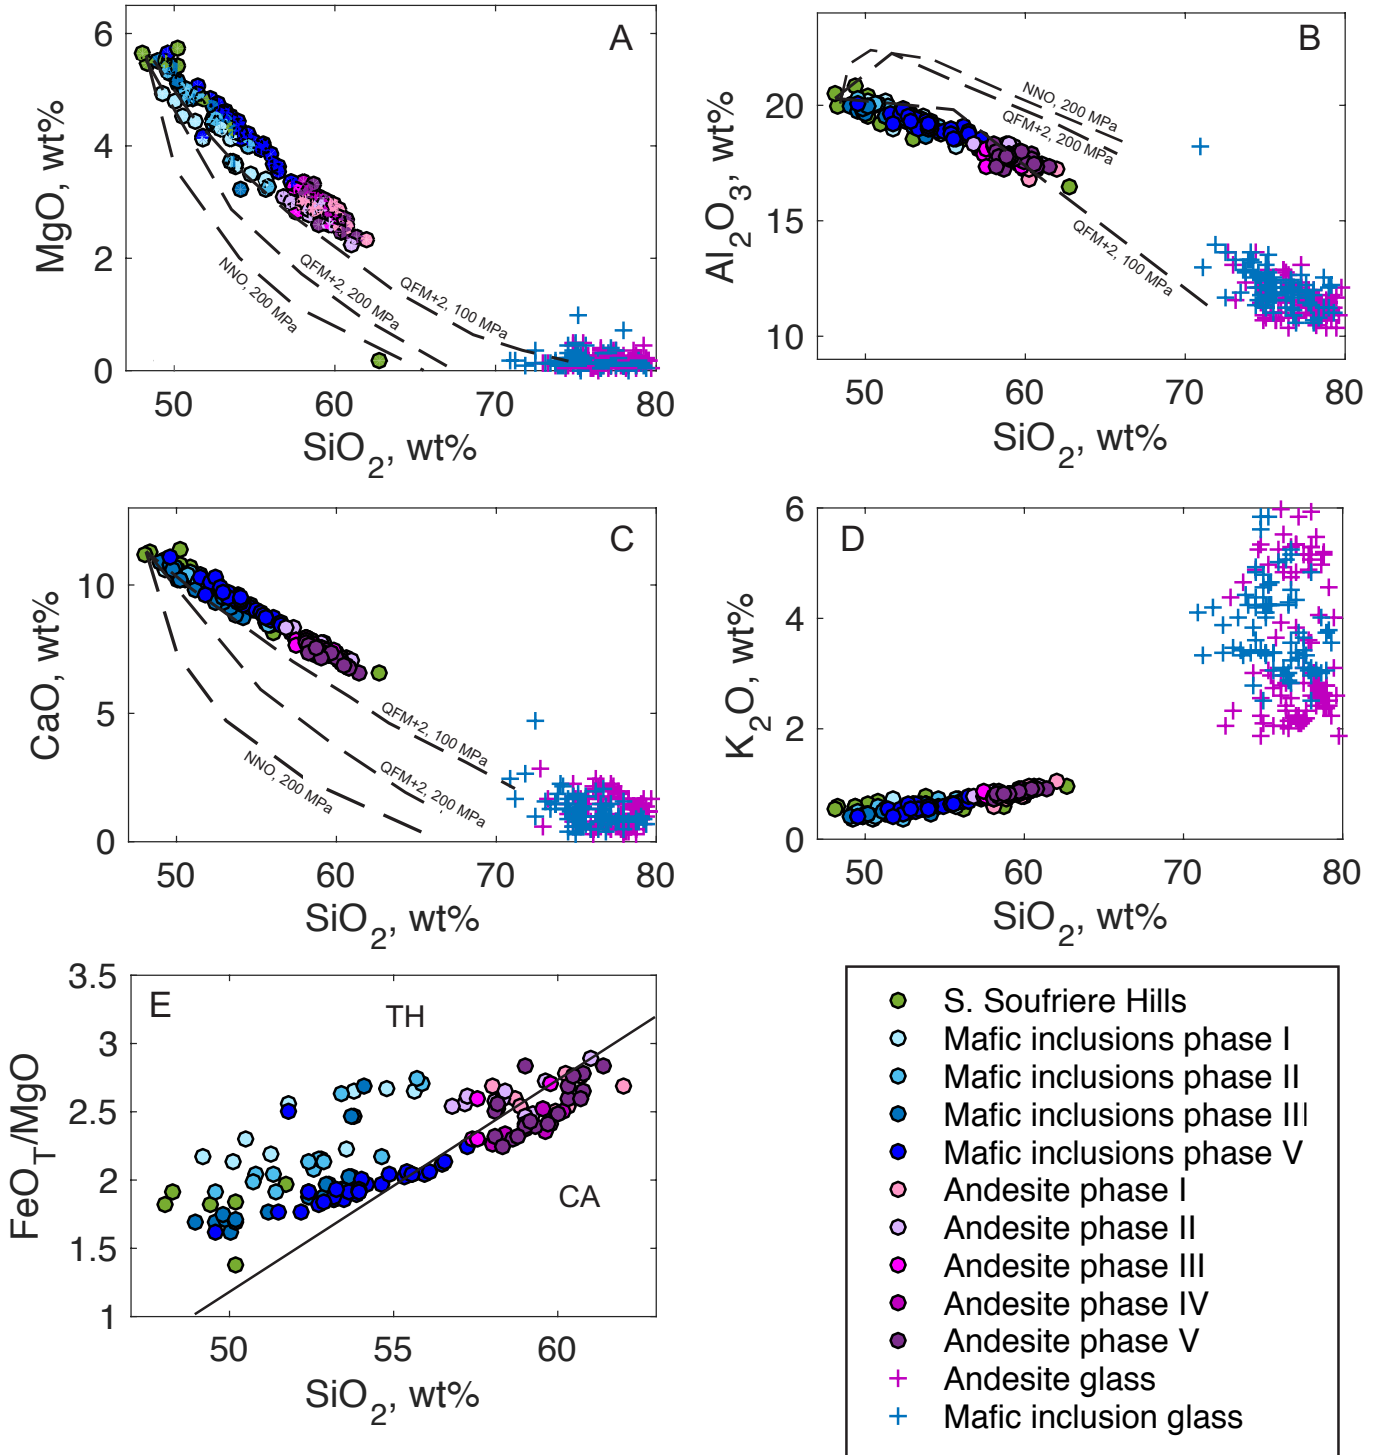 A
MgO, wt%
6
4
2
0
NNO, 200 MPa
QFM+2, 200 MPa
QFM+2, 100 MPa
50 60 70 80
SiO2, wt%
B
Al2O3, wt%
20
15
10
NNO, 200 MPa
QFM+2, 200 MPa
QFM+2, 100 MPa
50 60 70 80
SiO2, wt%
C
CaO, wt%
10
5
0
QFM+2, 100 MPa
QFM+2, 200 MPa
NNO, 200 MPa
50 60 70 80
SiO2, wt%
D
K2O, wt%
6
4
2
0
50 60 70 80
SiO2, wt%
E
FeOT/MgO
3.5
3
2.5
2
1.5
1
TH
CA
50 55 60
SiO2, wt%
S. Soufriere Hills
Mafic inclusions phase I
Mafic inclusions phase II
Mafic inclusions phase III
Mafic inclusions phase V
Andesite phase I
Andesite phase II
Andesite phase III
Andesite phase IV
Andesite phase V
Andesite glass
Mafic inclusion glass